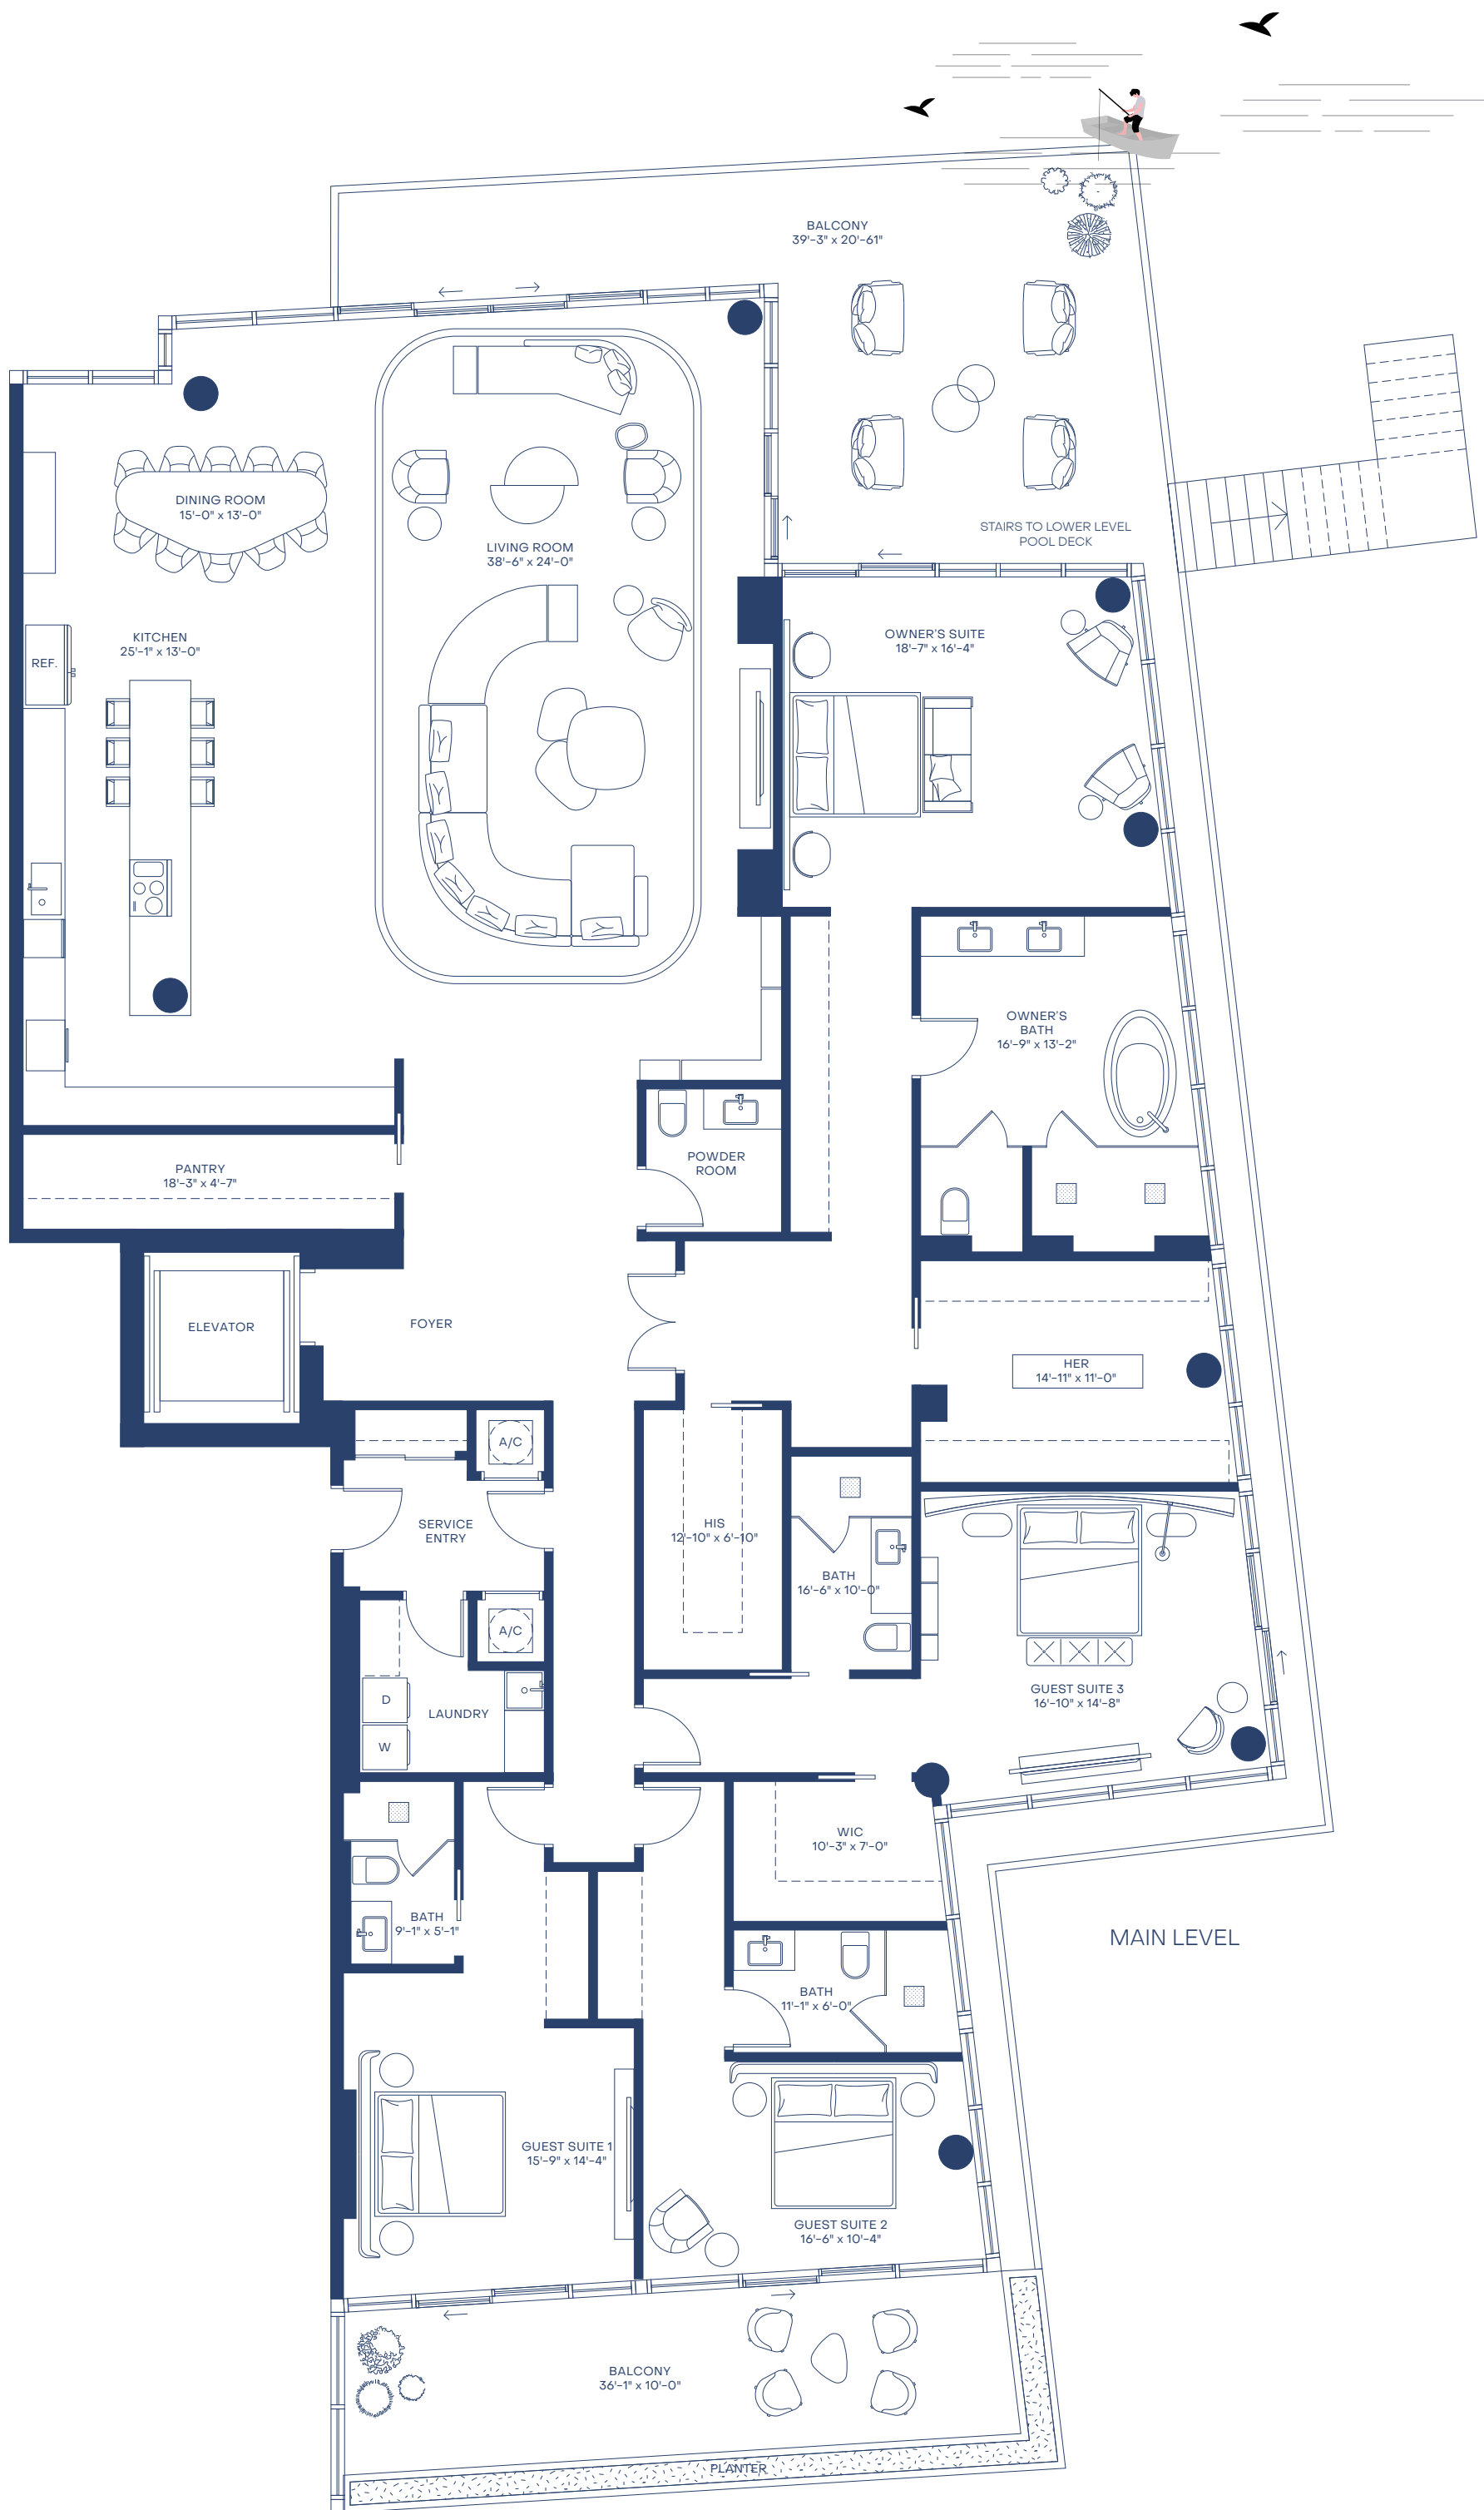 BALCONY
39'-3" x 20'-61"
DINING ROOM
15'-0" x 13'-0"
LIVING ROOM
38'-6" x 24'-0"
STAIRS TO LOWER LEVEL
POOL DECK
KITCHEN
25'-1" x 13'-0"
REF.
OWNER'S SUITE
18'-7" x 16'-4"
OWNER'S
BATH
16'-9" x 13'-2"
PANTRY
18'-3" x 4'-7"
POWDER
ROOM
ELEVATOR
FOYER
HER
14'-11" x 11'-0"
A/C
SERVICE
ENTRY
HIS
12'-10" x 6'-10"
BATH
16'-6" x 10'-0"
A/C
D
LAUNDRY
W
GUEST SUITE 3
16'-10" x 14'-8"
WIC
10'-3" x 7'-0"
BATH
9'-1" x 5'-1"
MAIN LEVEL
BATH
11'-1" x 6'-0"
GUEST SUITE 1
15'-9" x 14'-4"
GUEST SUITE 2
16'-6" x 10'-4"
BALCONY
36'-1" x 10'-0"
PLANTER